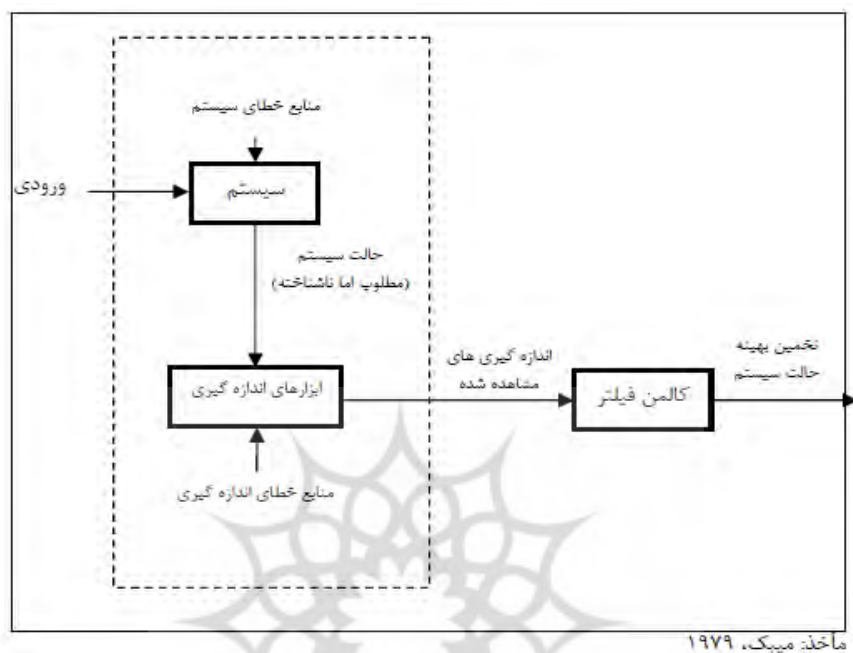 منابع خطای سیستم
ورودی
سیستم
حالت سیستم
(مطلوب اما ناشناخته)
ابزارهای اندازه گیری
منابع خطای اندازه گیری
اندازه گیری های
مشاهده شده
کالمن فیلتر
تخمین بهینه
حالت سیستم
مأخذ: میبک، ۱۹۷۹